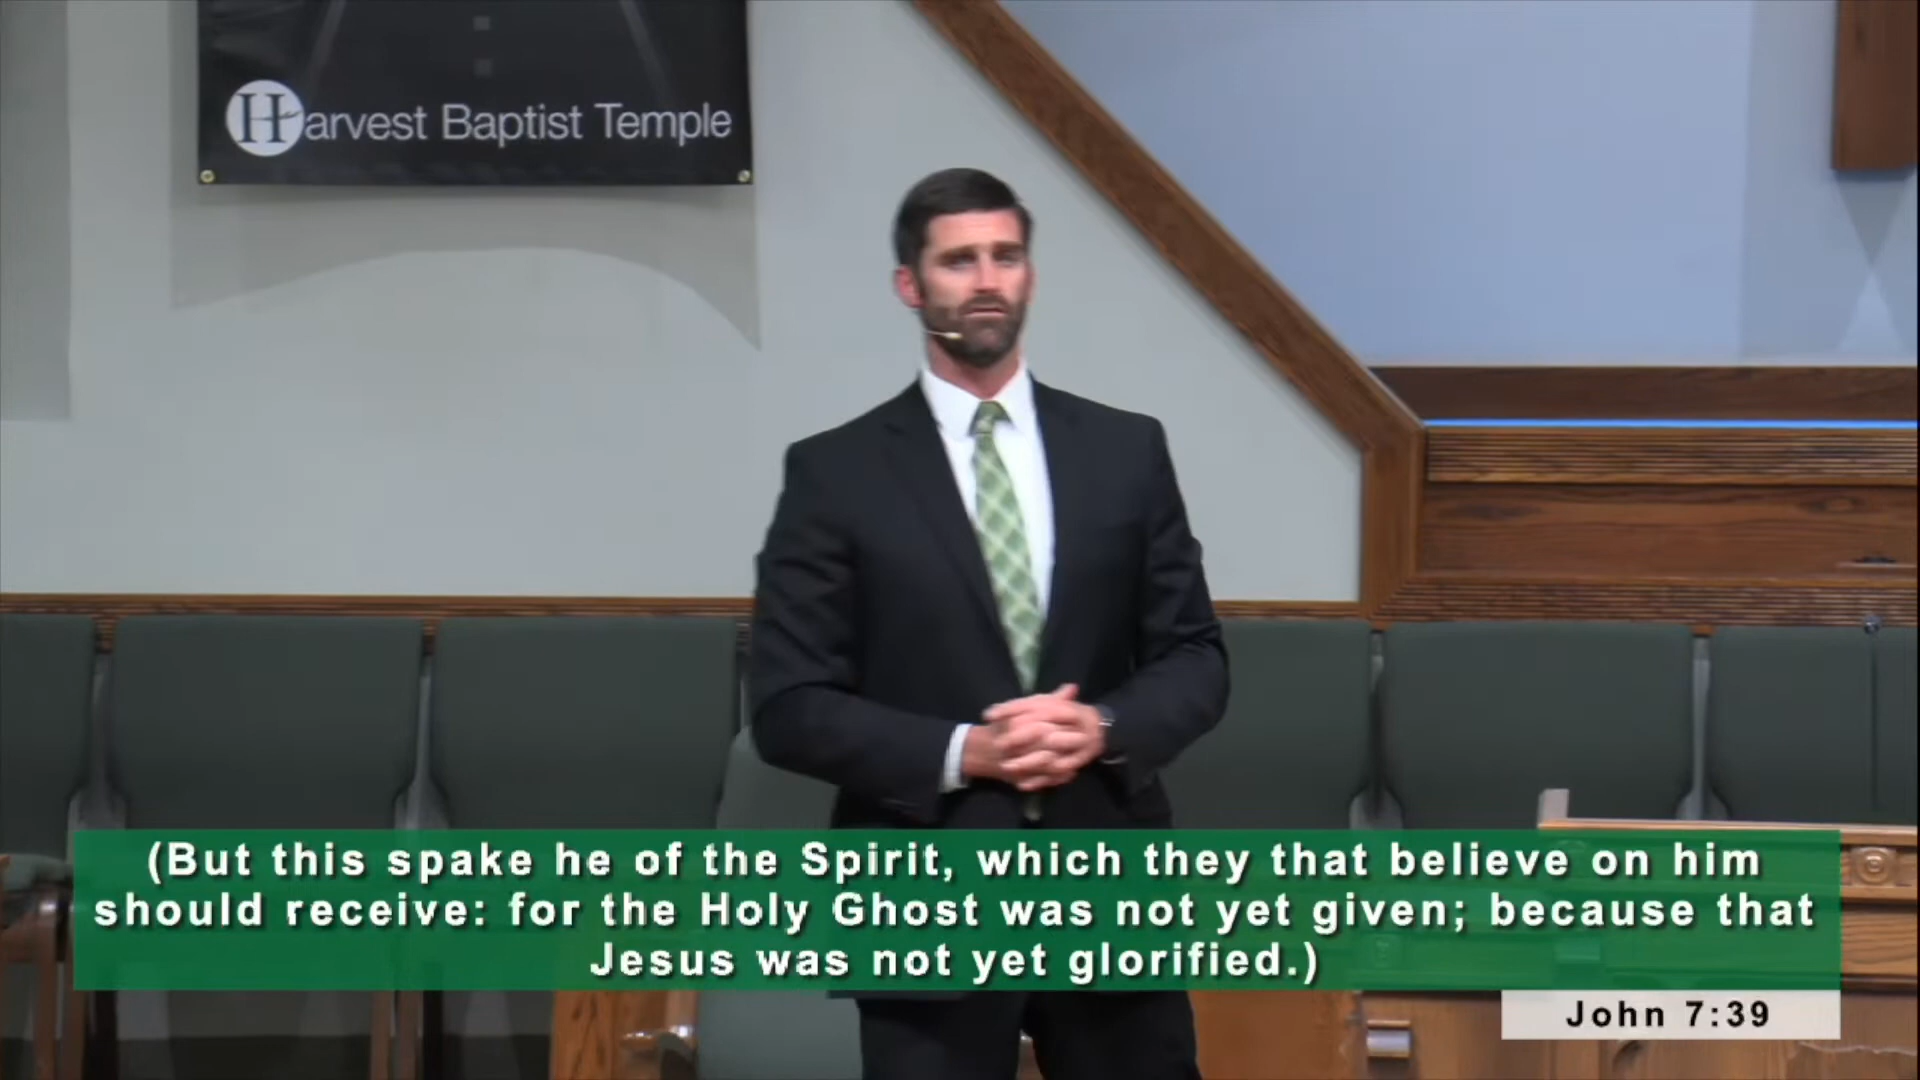 Harvest Baptist Temple
(But this spake he of the Spirit, which they that believe on him
should receive: for the Holy Ghost was not yet given; because that
Jesus was not yet glorified.)
John 7:39